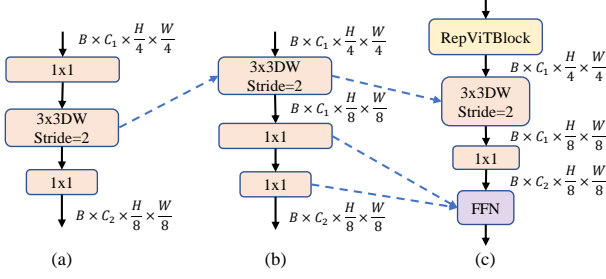 B × C₁ × H/4 × W/4
1x1
3x3DW
Stride=2
1x1
B × C₂ × H/8 × W/8
(a)
B × C₁ × H/4 × W/4
3x3DW
Stride=2
B × C₁ × H/8 × W/8
1x1
1x1
B × C₂ × H/8 × W/8
(b)
RepViTBlock
B × C₁ × H/4 × W/4
3x3DW
Stride=2
B × C₁ × H/8 × W/8
1x1
B × C₂ × H/8 × W/8
FFN
(c)